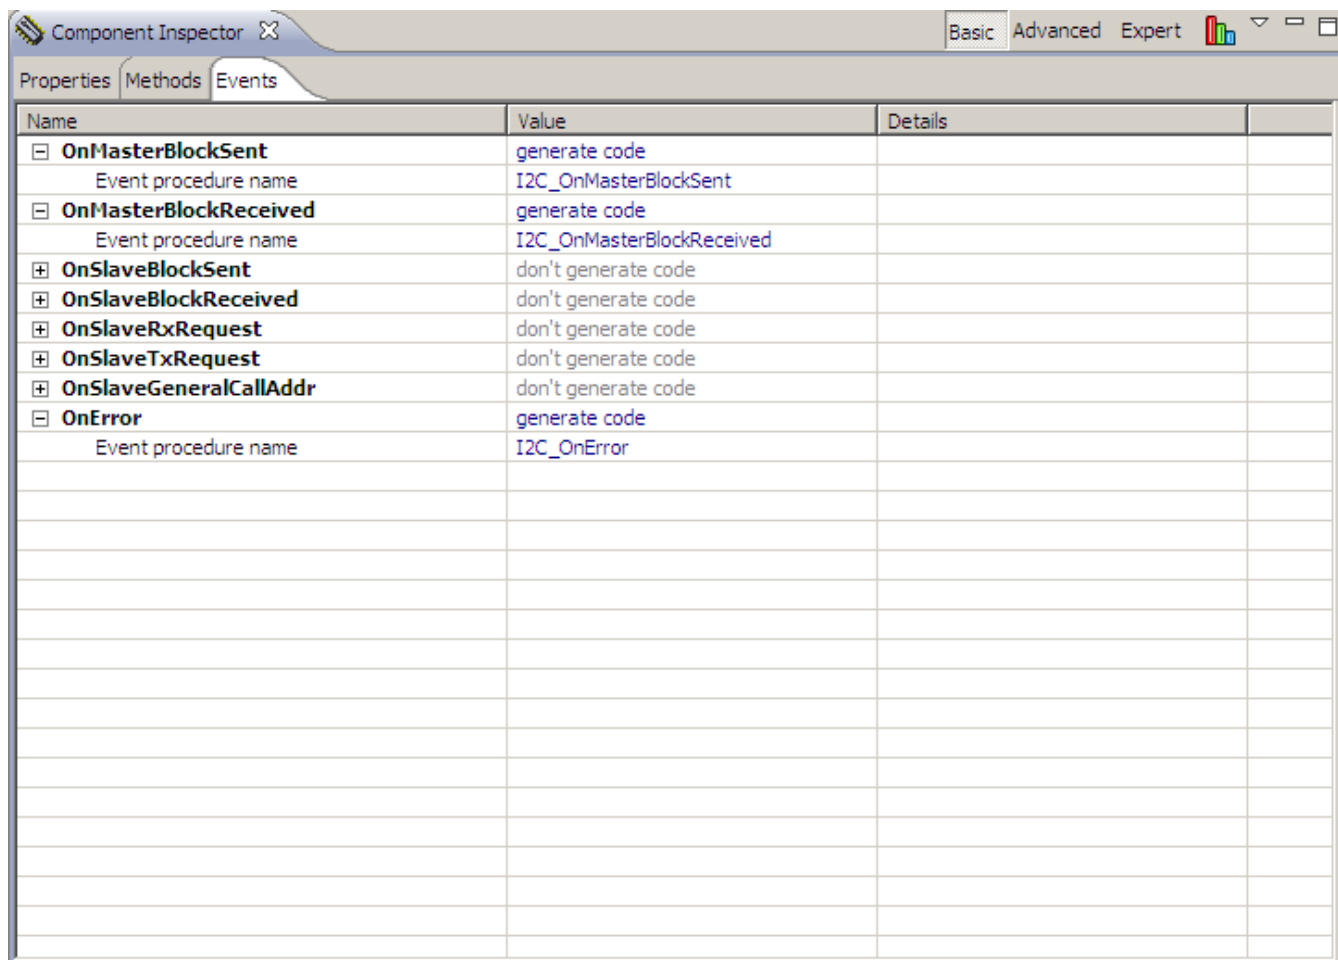 Component Inspector Basic Advanced Expert
Properties Methods Events
Name Value Details
OnMasterBlockSent generate code
Event procedure name I2C_OnMasterBlockSent
OnMasterBlockReceived generate code
Event procedure name I2C_OnMasterBlockReceived
OnSlaveBlockSent don't generate code
OnSlaveBlockReceived don't generate code
OnSlaveRxRequest don't generate code
OnSlaveTxRequest don't generate code
OnSlaveGeneralCallAddr don't generate code
OnError generate code
Event procedure name I2C_OnError